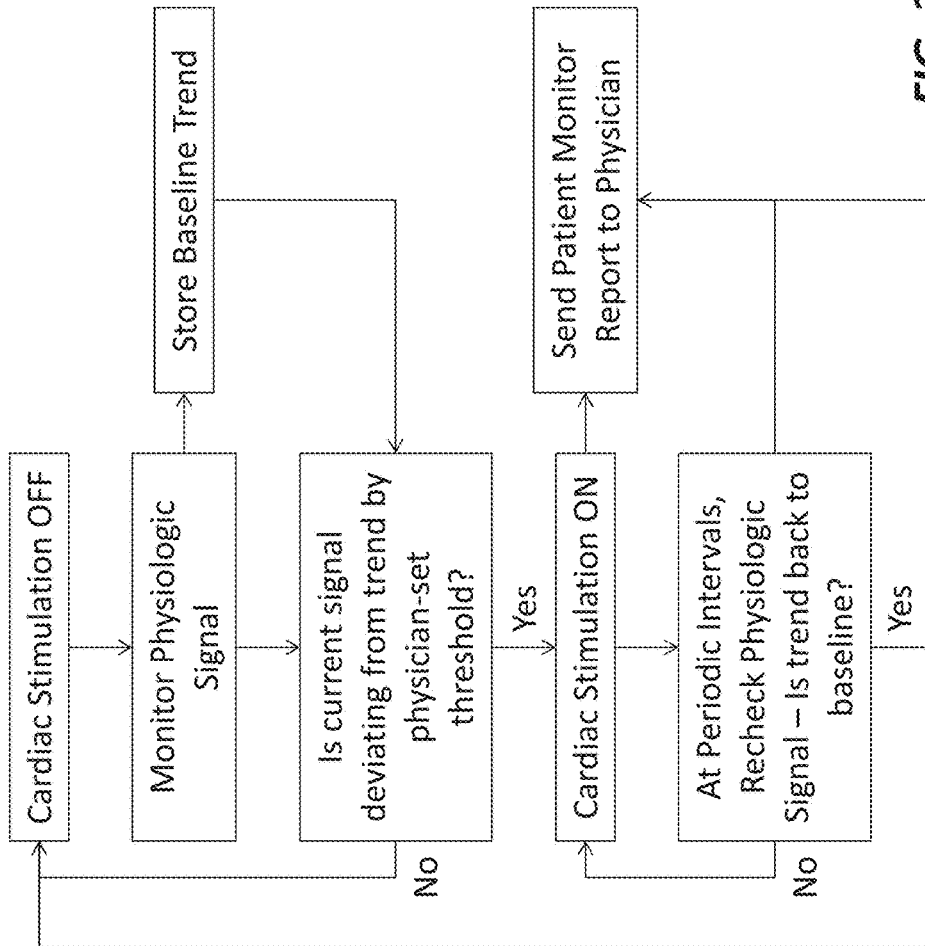 Cardiac Stimulation OFF
Monitor Physiologic
Signal
Store Baseline Trend
Is current signal
deviating from trend by
physician-set
threshold?
No
Yes
Cardiac Stimulation ON
Send Patient Monitor
Report to Physician
At Periodic Intervals,
Recheck Physiologic
Signal – Is trend back to
baseline?
No
Yes